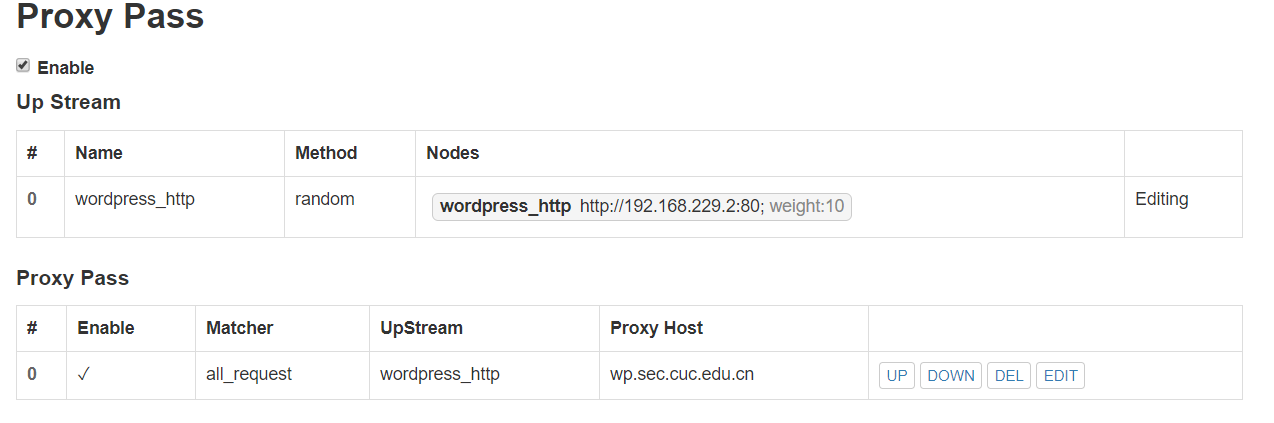 Proxy Pass
Enable
Up Stream
# Name Method Nodes
0 wordpress_http random wordpress_http http://192.168.229.2:80; weight:10 Editing
Proxy Pass
# Enable Matcher UpStream Proxy Host
0 ✓ all_request wordpress_http wp.sec.cuc.edu.cn UP DOWN DEL EDIT